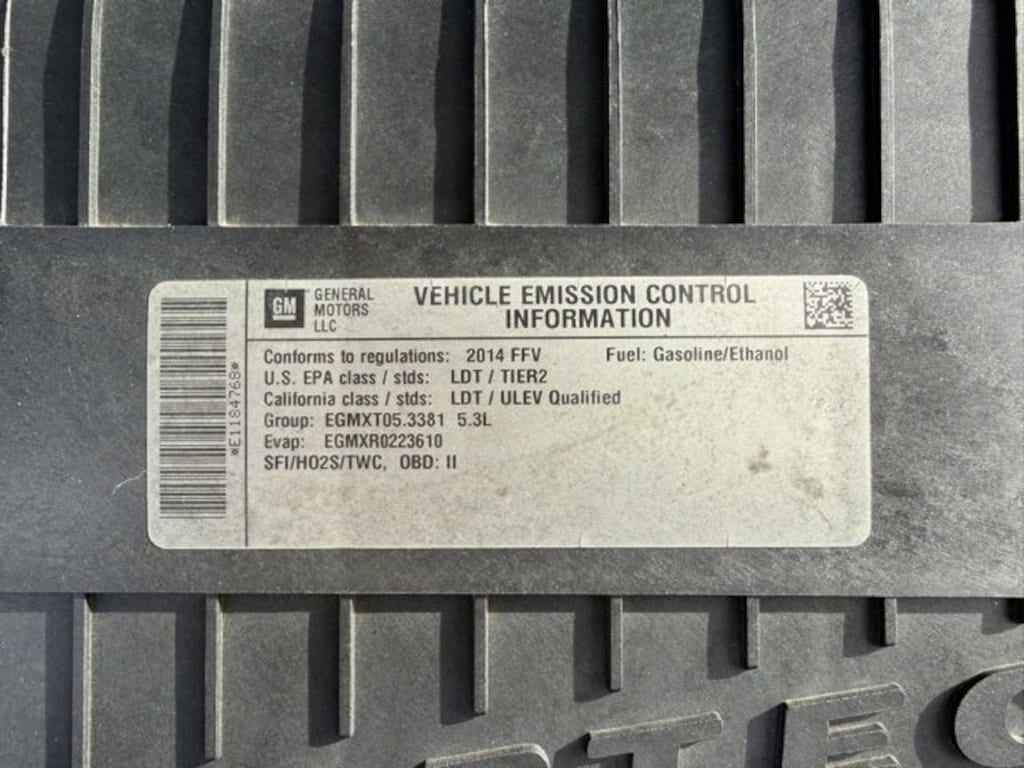 GM
GENERAL
MOTORS
LLC
VEHICLE EMISSION CONTROL
INFORMATION
*E1184768*
Conforms to regulations: 2014 FFV Fuel: Gasoline/Ethanol
U.S. EPA class / stds: LDT / TIER2
California class / stds: LDT / ULEV Qualified
Group: EGMXT05.3381 5.3L
Evap: EGMXR0223610
SFI/HO2S/TWC, OBD: II